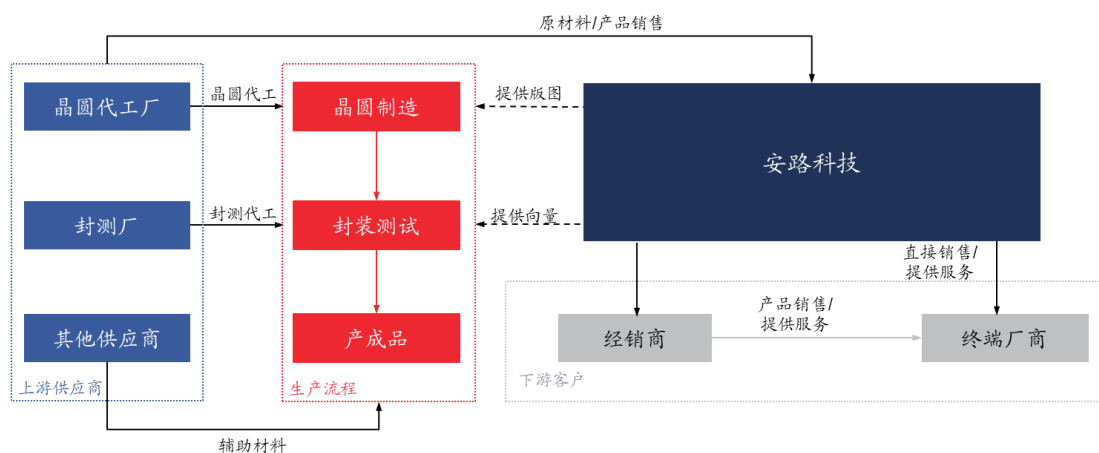 原材料/产品销售
晶圆代工厂
晶圆代工
晶圆制造
提供版图
安路科技
封测厂
封测代工
封装测试
提供向量
直接销售/
提供服务
其他供应商
产成品
经销商
产品销售/
提供服务
终端厂商
上游供应商
生产流程
下游客户
辅助材料